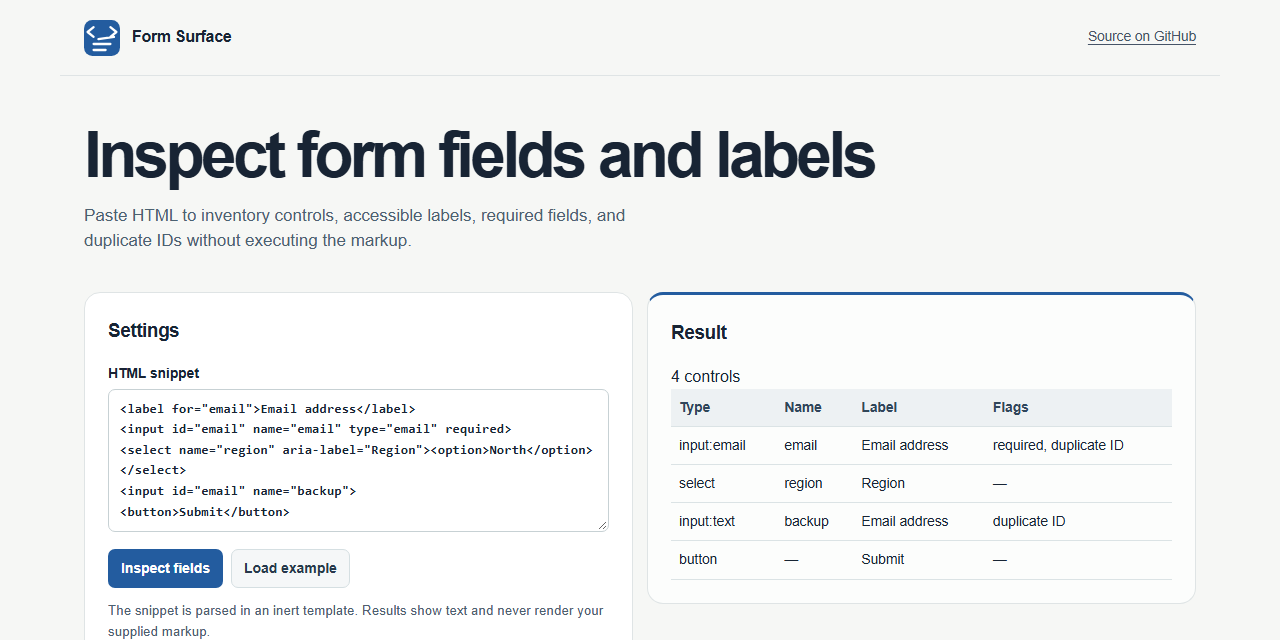 Form Surface
Source on GitHub
Inspect form fields and labels
Paste HTML to inventory controls, accessible labels, required fields, and
duplicate IDs without executing the markup.
Settings
HTML snippet
<label for="email">Email address</label>
<input id="email" name="email" type="email" required>
<select name="region" aria-label="Region"><option>North</option>
</select>
<input id="email" name="backup">
<button>Submit</button>
Inspect fields Load example
The snippet is parsed in an inert template. Results show text and never render your
supplied markup.
Result
4 controls
Type Name Label Flags
input:email email Email address required, duplicate ID
select region Region —
input:text backup Email address duplicate ID
button — Submit —